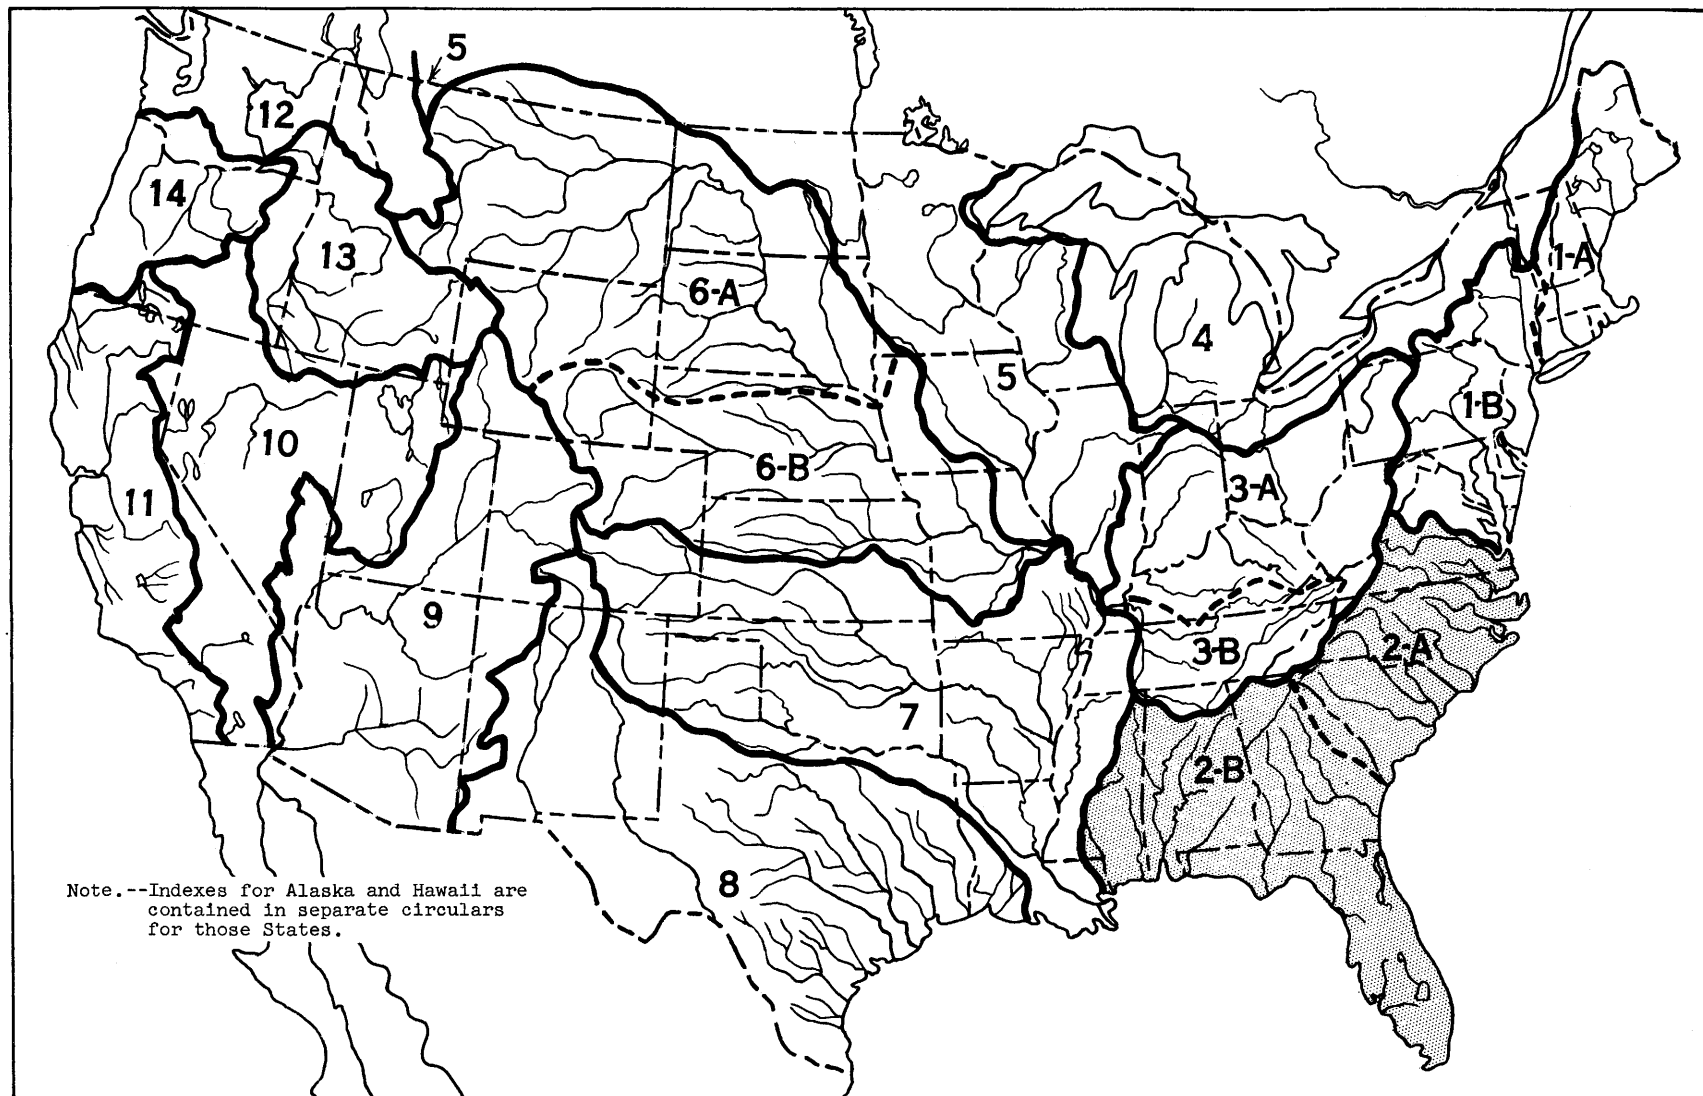 5
12
14
13
1-A
6-A
4
5
1-B
10
6-B
3-A
11
9
3-B
2-A
7
2-B
8
Note.--Indexes for Alaska and Hawaii are
contained in separate circulars
for those States.